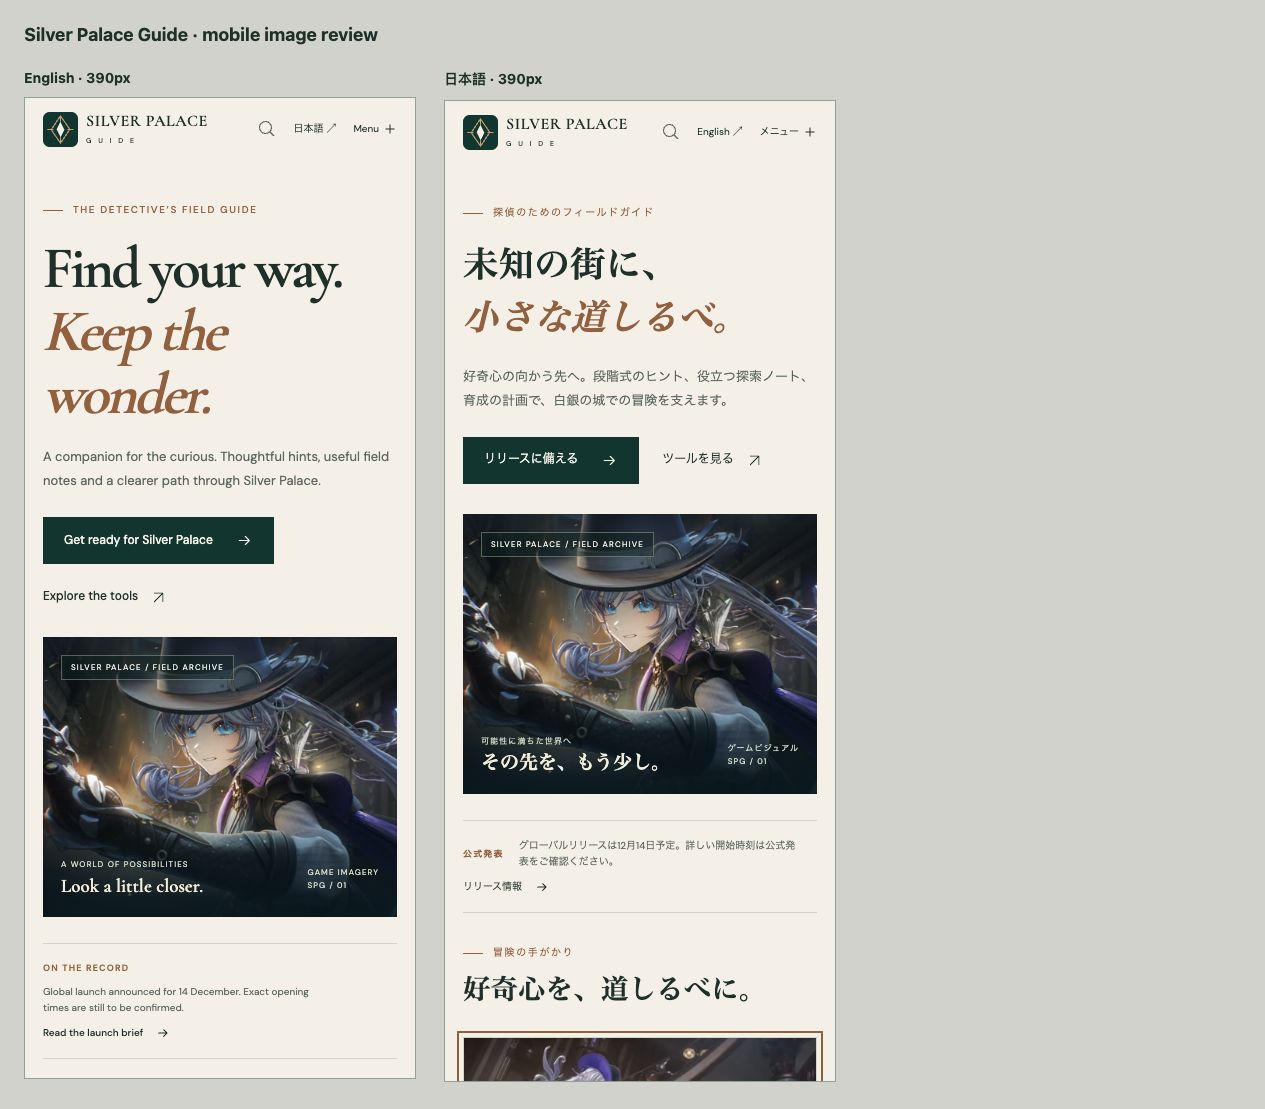 Silver Palace Guide · mobile image review
English · 390px
SILVER PALACE
GUIDE
日本語
Menu
THE DETECTIVE'S FIELD GUIDE
Find your way.
Keep the
wonder.
A companion for the curious. Thoughtful hints, useful field
notes and a clearer path through Silver Palace.
Get ready for Silver Palace
Explore the tools
SILVER PALACE / FIELD ARCHIVE
A WORLD OF POSSIBILITIES
Look a little closer.
GAME IMAGERY
SPG / 01
ON THE RECORD
Global launch announced for 14 December. Exact opening
times are still to be confirmed.
Read the launch brief
日本語 · 390px
SILVER PALACE
GUIDE
English
メニュー
探偵のためのフィールドガイド
未知の街に、
小さな道しるべ。
好奇心の向かう先へ。段階式のヒント、役立つ探索ノート、
育成の計画で、白銀の城での冒険を支えます。
リリースに備える
ツールを見る
SILVER PALACE / FIELD ARCHIVE
可能性に満ちた世界へ
その先を、もう少し。
ゲームビジュアル
SPG / 01
公式発表
グローバルリリースは12月14日予定。詳しい開始時刻は公式発
表をご確認ください。
リリース情報
冒険の手がかり
好奇心を、道しるべに。